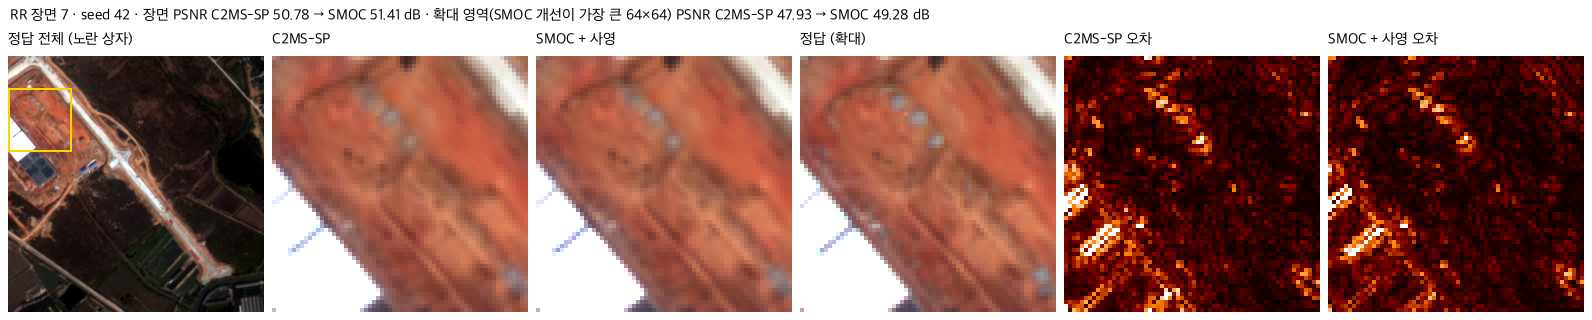 RR 장면 7 · seed 42 · 장면 PSNR C2MS-SP 50.78 → SMOC 51.41 dB · 확대 영역(SMOC 개선이 가장 큰 64×64) PSNR C2MS-SP 47.93 → SMOC 49.28 dB
정답 전체 (노란 상자)
C2MS-SP
SMOC + 사영
정답 (확대)
C2MS-SP 오차
SMOC + 사영 오차